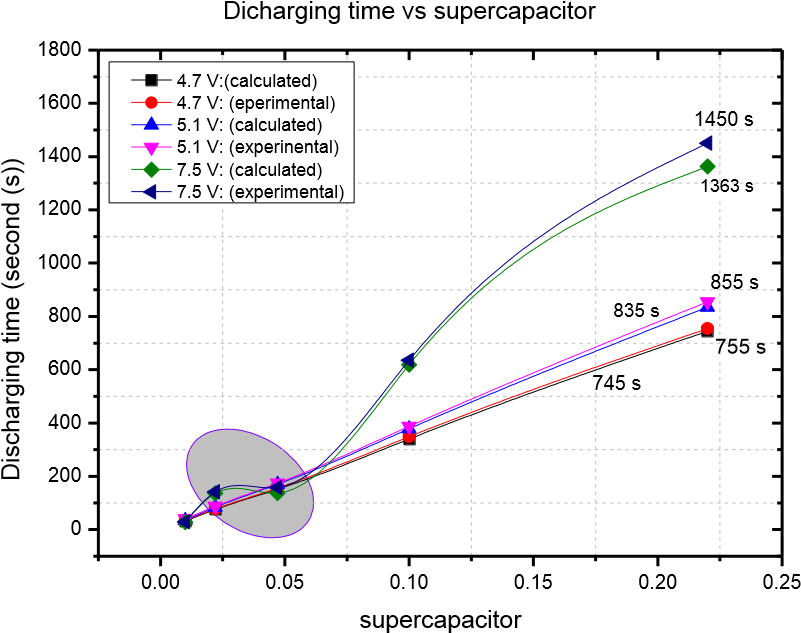 Dicharging time vs supercapacitor
1800
1600
1400
1200
1000
800
600
400
200
0
Discharging time (second (s))
4.7 V:(calculated)
4.7 V: (eperimental)
5.1 V: (calculated)
5.1 V: (experinental)
7.5 V: (calculated)
7.5 V: (experimental)
1450 s
1363 s
855 s
835 s
755 s
745 s
0.00 0.05 0.10 0.15 0.20 0.25
supercapacitor